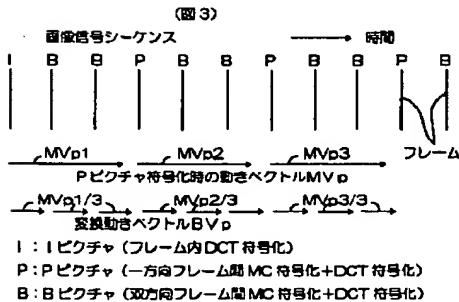 (図3)
画像信号シーケンス ───→ 時間
I B B P B B P B B P B
MVp1 MVp2 MVp3 フレーム
Pピクチャ符号化時の動きベクトルMVp
MVp1/3 MVp2/3 MVp3/3
変換動きベクトルBVp
I:Iピクチャ(フレーム内DCT符号化)
P:Pピクチャ(一方向フレーム間MC符号化+DCT符号化)
B:Bピクチャ(双方向フレーム間MC符号化+DCT符号化)